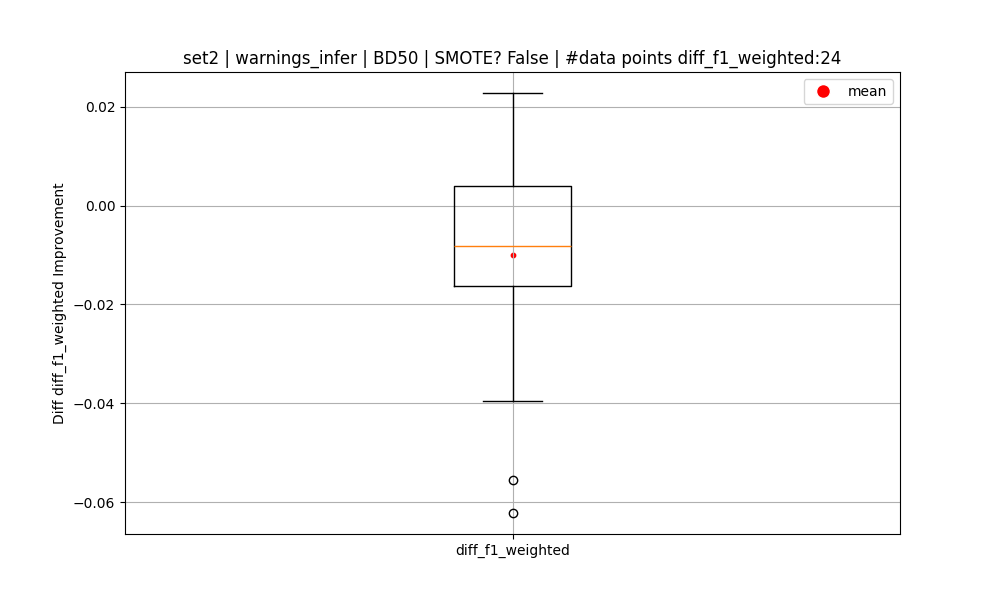 set2 | warnings_infer | BD50 | SMOTE? False | #data points diff_f1_weighted:24
mean
Diff diff_f1_weighted Improvement
0.02
0.00
−0.02
−0.04
−0.06
diff_f1_weighted